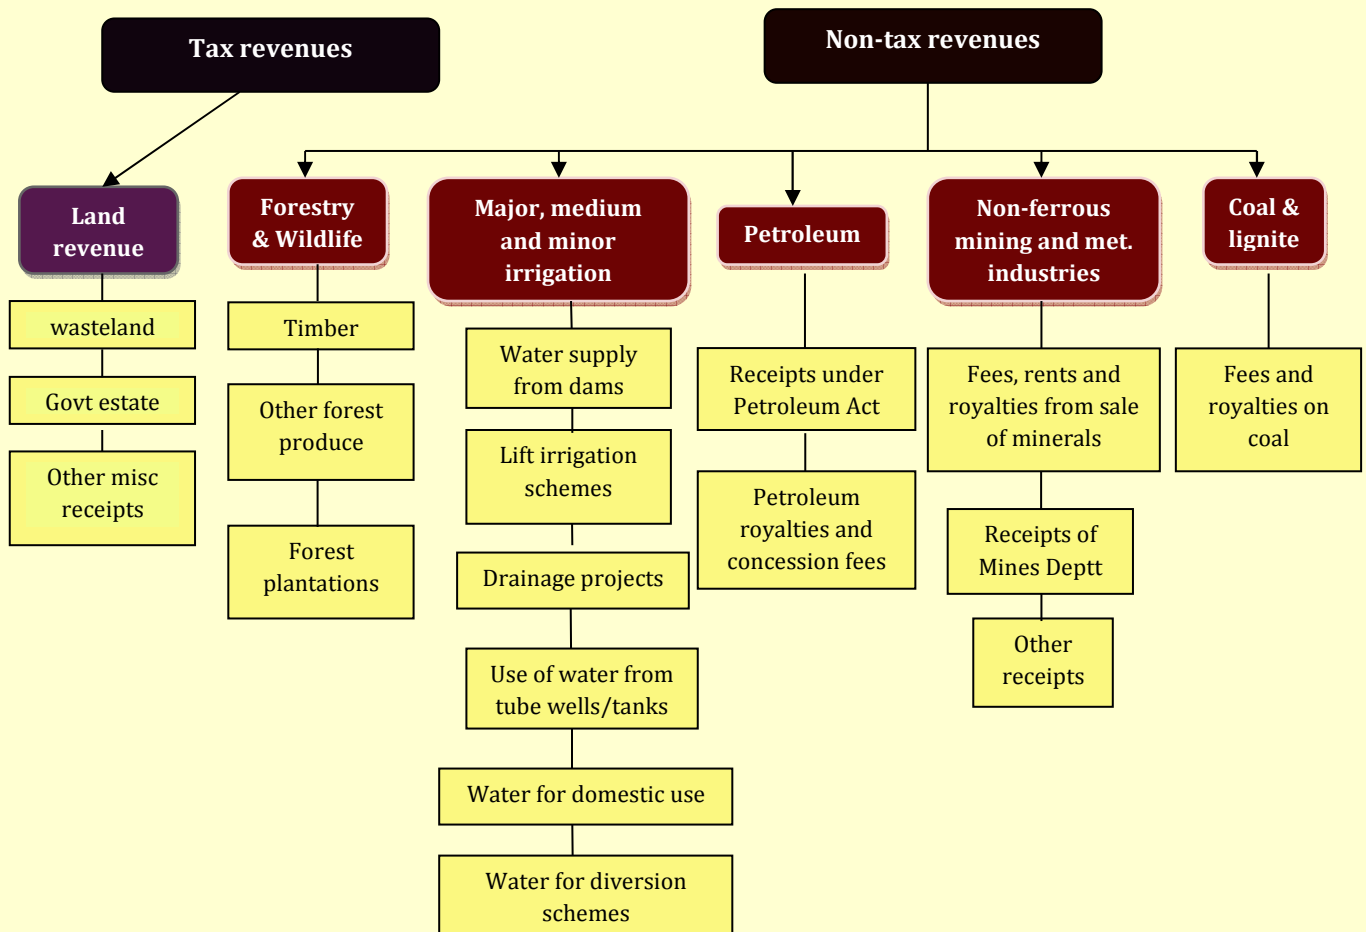 Tax revenues
Non-tax revenues
Land
revenue
wasteland
Govt estate
Other misc
receipts
Forestry
& Wildlife
Timber
Other forest
produce
Forest
plantations
Major, medium
and minor
irrigation
Water supply
from dams
Lift irrigation
schemes
Drainage projects
Use of water from
tube wells/tanks
Water for domestic use
Water for diversion
schemes
Petroleum
Receipts under
Petroleum Act
Petroleum
royalties and
concession fees
Non-ferrous
mining and met.
industries
Fees, rents and
royalties from sale
of minerals
Receipts of
Mines Deptt
Other
receipts
Coal &
lignite
Fees and
royalties on
coal